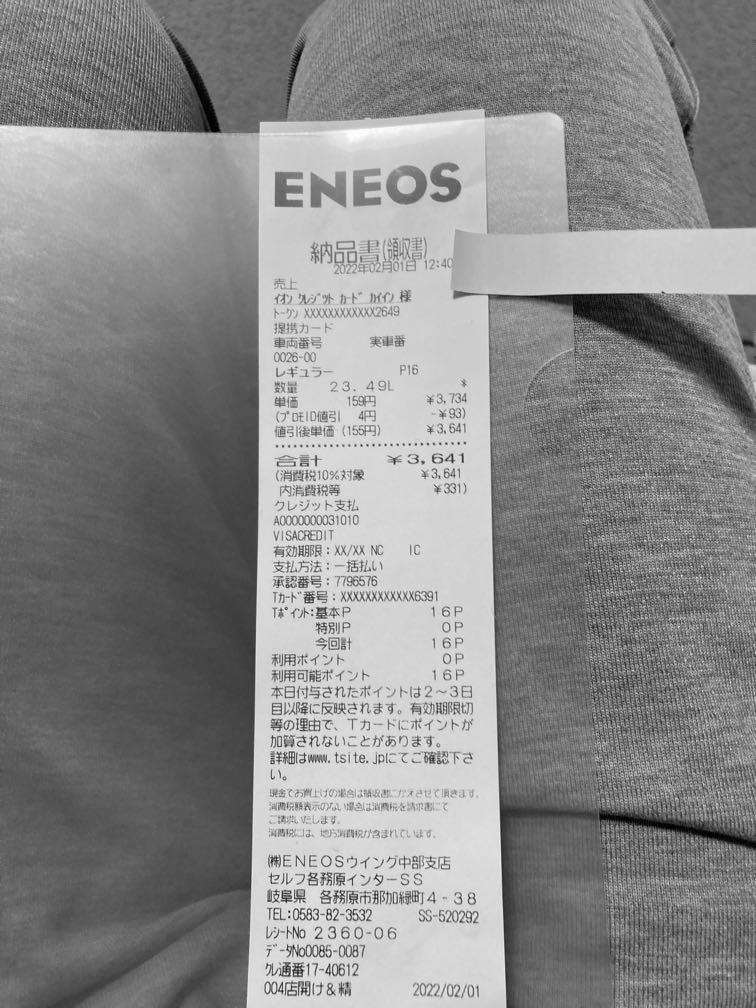 ENEOS
納品書(領収書)
2022年02月01日 12:40
売上
イオン クレジット カード カイイン 様
トークン XXXXXXXXXXXX2649
提携カード
車両番号 実車番
0026-00
レギュラー P16
数量 23.49L *
単価 159円 ¥3,734
(プロモID値引 4円 -¥93)
値引後単価(155円) ¥3,641
合計 ¥3,641
(消費税10%対象 ¥3,641
内消費税等 ¥331)
クレジット支払
A0000000031010
VISACREDIT
有効期限:XX/XX NC IC
支払方法:一括払い
承認番号:7796576
Tカード番号:XXXXXXXXXXXX6391
Tポイント:基本P 16P
特別P 0P
今回計 16P
利用ポイント 0P
利用可能ポイント 16P
本日付与されたポイントは2~3日
目以降に反映されます。有効期限切
等の理由で、Tカードにポイントが
加算されないことがあります。
詳細はwww.tsite.jpにてご確認下さ
い。
現金でお買上げの場合は領収書にかえさせて頂きます。
消費税額表示のない場合は消費税を請求書にて
ご請求いたします。
消費税には、地方消費税が含まれています。
㈱ENEOSウイング中部支店
セルフ各務原インターSS
岐阜県 各務原市那加緑町4-38
TEL:0583-82-3532 SS-520292
レシートNo 2360-06
データNo0085-0087
クレ通番17-40612
004店開け&精 2022/02/01